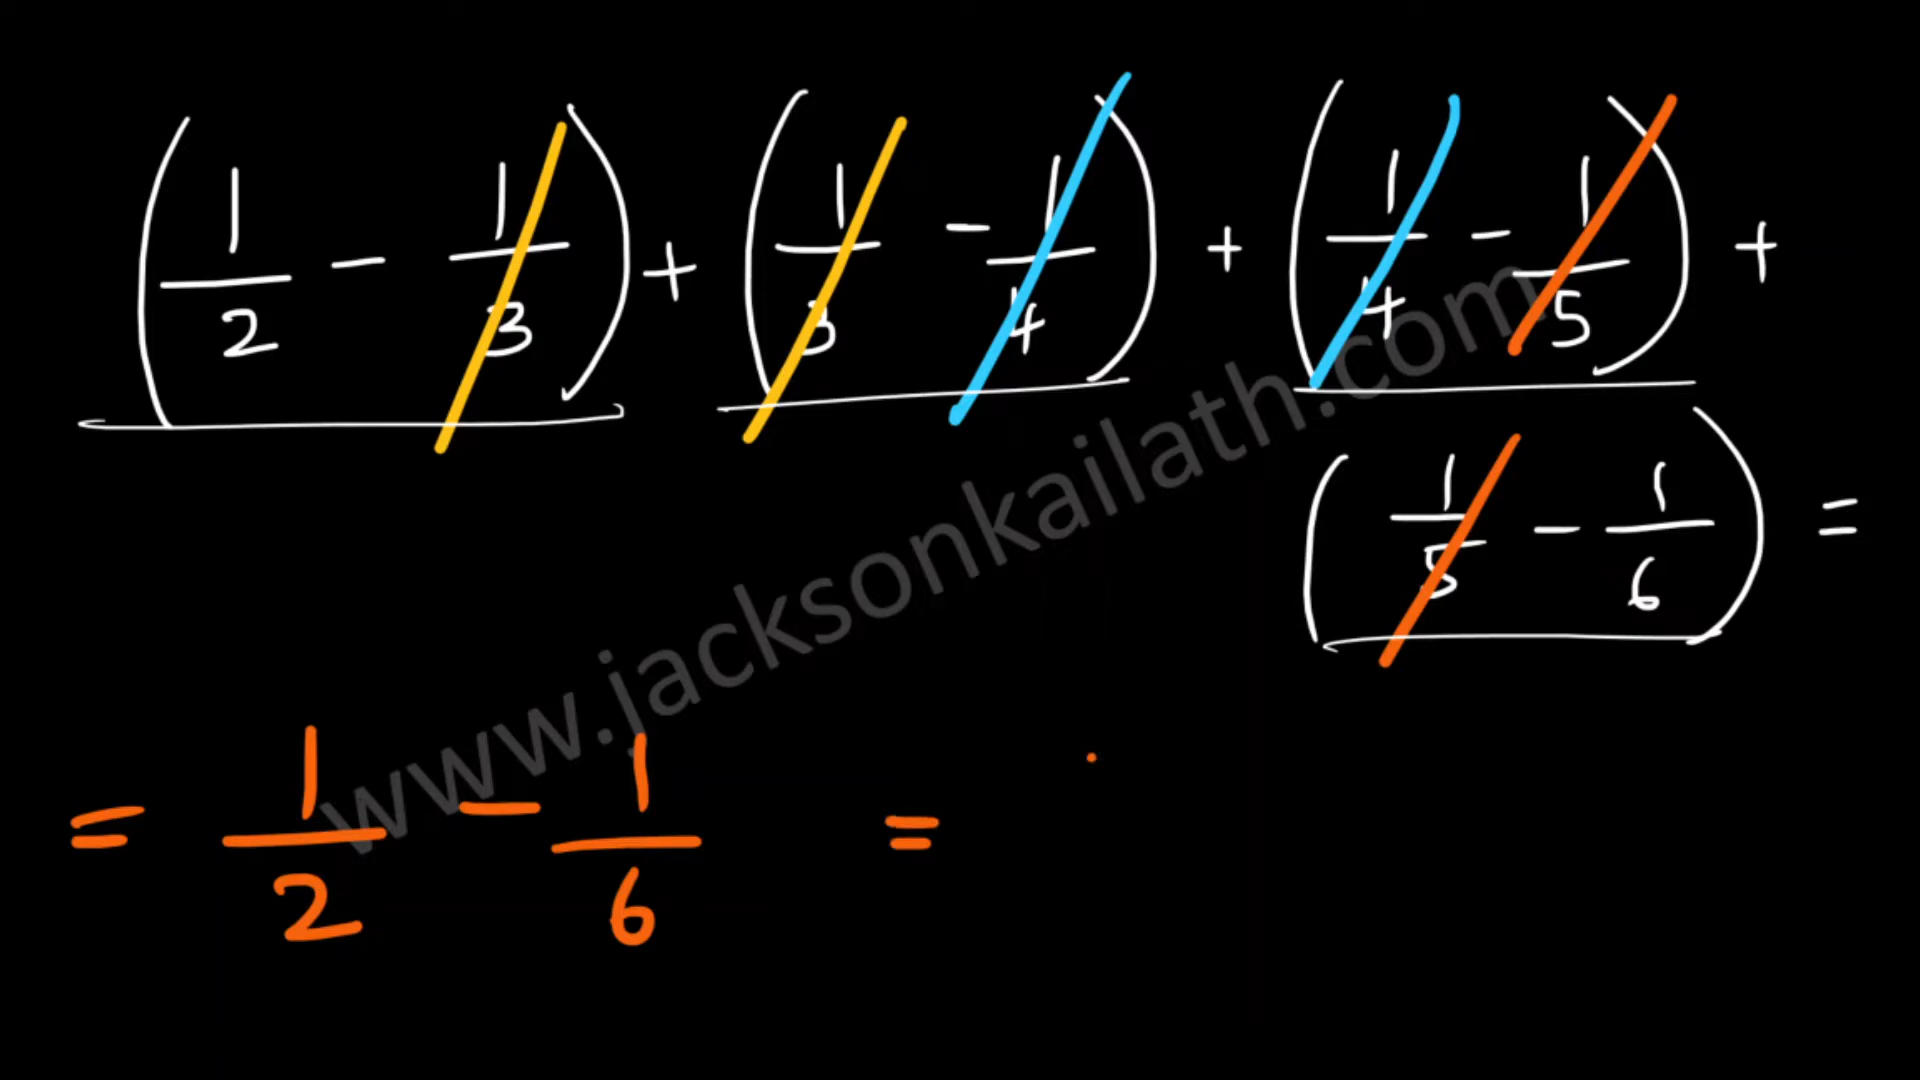 (1/2 - 1/3) + (1/3 - 1/4) + (1/4 - 1/5) +
(1/5 - 1/6) =
www.jacksonkailath.com
= 1/2 - 1/6 =